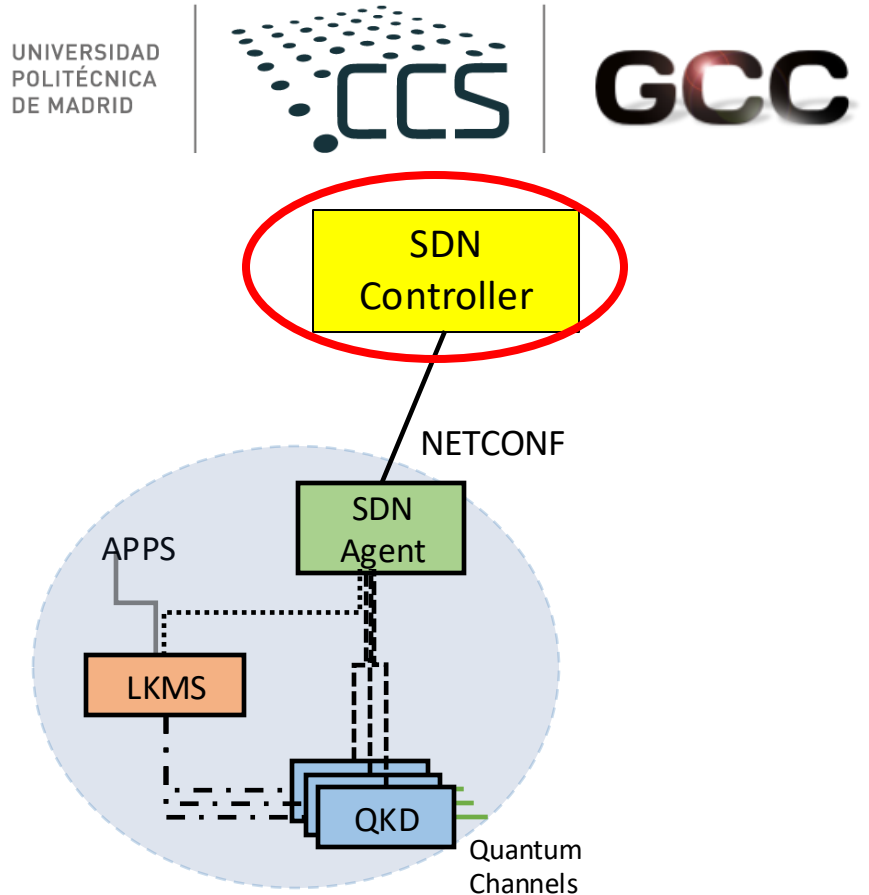 UNIVERSIDAD
POLITÉCNICA
DE MADRID
CCS
GCC
SDN
Controller
NETCONF
SDN
Agent
APPS
LKMS
QKD
Quantum
Channels